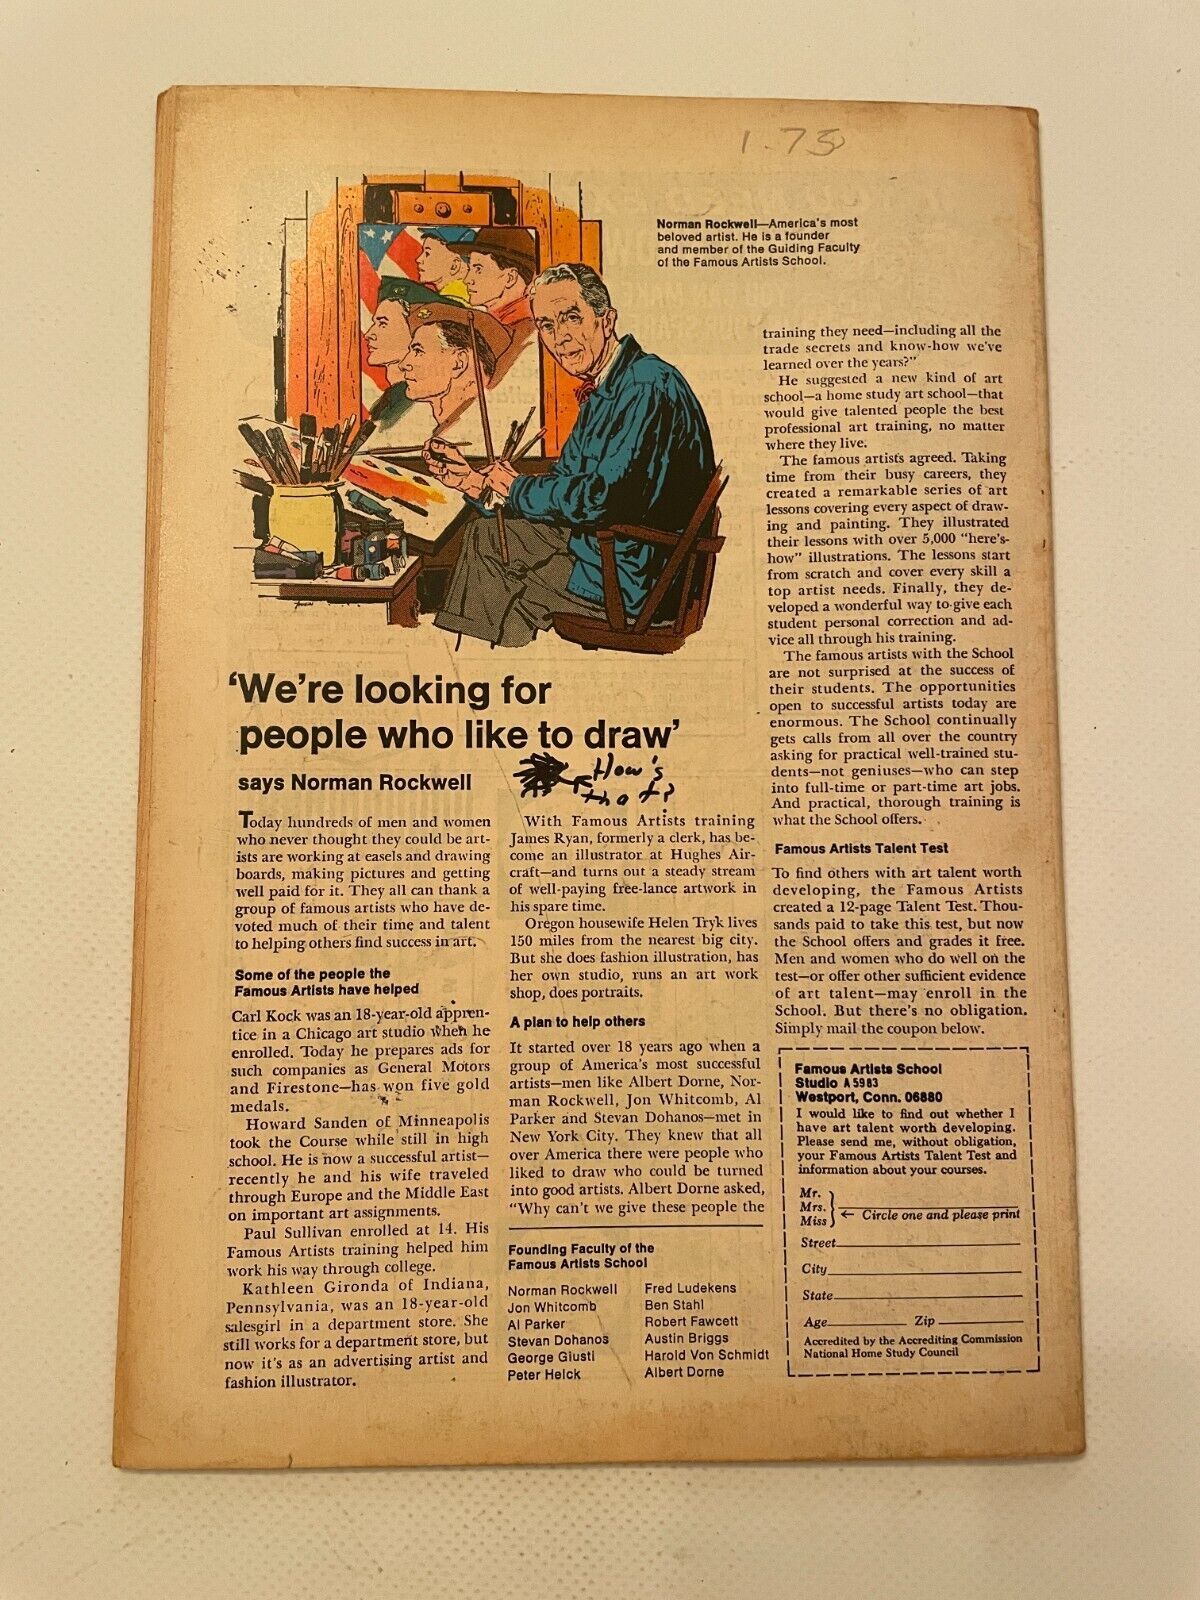 1.75
Norman Rockwell—America's most
beloved artist. He is a founder
and member of the Guiding Faculty
of the Famous Artists School.
'We're looking for
people who like to draw'
says Norman Rockwell
How's
that?
Today hundreds of men and women
who never thought they could be art-
ists are working at easels and drawing
boards, making pictures and getting
well paid for it. They all can thank a
group of famous artists who have de-
voted much of their time and talent
to helping others find success in art.
Some of the people the
Famous Artists have helped
Carl Kock was an 18-year-old appren-
tice in a Chicago art studio when he
enrolled. Today he prepares ads for
such companies as General Motors
and Firestone—has won five gold
medals.
Howard Sanden of Minneapolis
took the Course while still in high
school. He is now a successful artist—
recently he and his wife traveled
through Europe and the Middle East
on important art assignments.
Paul Sullivan enrolled at 14. His
Famous Artists training helped him
work his way through college.
Kathleen Gironda of Indiana,
Pennsylvania, was an 18-year-old
salesgirl in a department store. She
still works for a department store, but
now it's as an advertising artist and
fashion illustrator.
With Famous Artists training
James Ryan, formerly a clerk, has be-
come an illustrator at Hughes Air-
craft—and turns out a steady stream
of well-paying free-lance artwork in
his spare time.
Oregon housewife Helen Tryk lives
150 miles from the nearest big city.
But she does fashion illustration, has
her own studio, runs an art work
shop, does portraits.
A plan to help others
It started over 18 years ago when a
group of America's most successful
artists—men like Albert Dorne, Nor-
man Rockwell, Jon Whitcomb, Al
Parker and Stevan Dohanos—met in
New York City. They knew that all
over America there were people who
liked to draw who could be turned
into good artists. Albert Dorne asked,
"Why can't we give these people the
Founding Faculty of the
Famous Artists School
Norman Rockwell
Jon Whitcomb
Al Parker
Stevan Dohanos
George Giusti
Peter Helck
Fred Ludekens
Ben Stahl
Robert Fawcett
Austin Briggs
Harold Von Schmidt
Albert Dorne
training they need—including all the
trade secrets and know-how we've
learned over the years?"
He suggested a new kind of art
school—a home study art school—that
would give talented people the best
professional art training, no matter
where they live.
The famous artists agreed. Taking
time from their busy careers, they
created a remarkable series of art
lessons covering every aspect of draw-
ing and painting. They illustrated
their lessons with over 5,000 "here's-
how" illustrations. The lessons start
from scratch and cover every skill a
top artist needs. Finally, they de-
veloped a wonderful way to give each
student personal correction and ad-
vice all through his training.
The famous artists with the School
are not surprised at the success of
their students. The opportunities
open to successful artists today are
enormous. The School continually
gets calls from all over the country
asking for practical well-trained stu-
dents—not geniuses—who can step
into full-time or part-time art jobs.
And practical, thorough training is
what the School offers.
Famous Artists Talent Test
To find others with art talent worth
developing, the Famous Artists
created a 12-page Talent Test. Thou-
sands paid to take this test, but now
the School offers and grades it free.
Men and women who do well on the
test—or offer other sufficient evidence
of art talent—may enroll in the
School. But there's no obligation.
Simply mail the coupon below.
Famous Artists School
Studio A5983
Westport, Conn. 06880
I would like to find out whether I
have art talent worth developing.
Please send me, without obligation,
your Famous Artists Talent Test and
information about your courses.
Mr.
Mrs.
Miss
← Circle one and please print
Street
City
State
Age Zip
Accredited by the Accrediting Commission
National Home Study Council